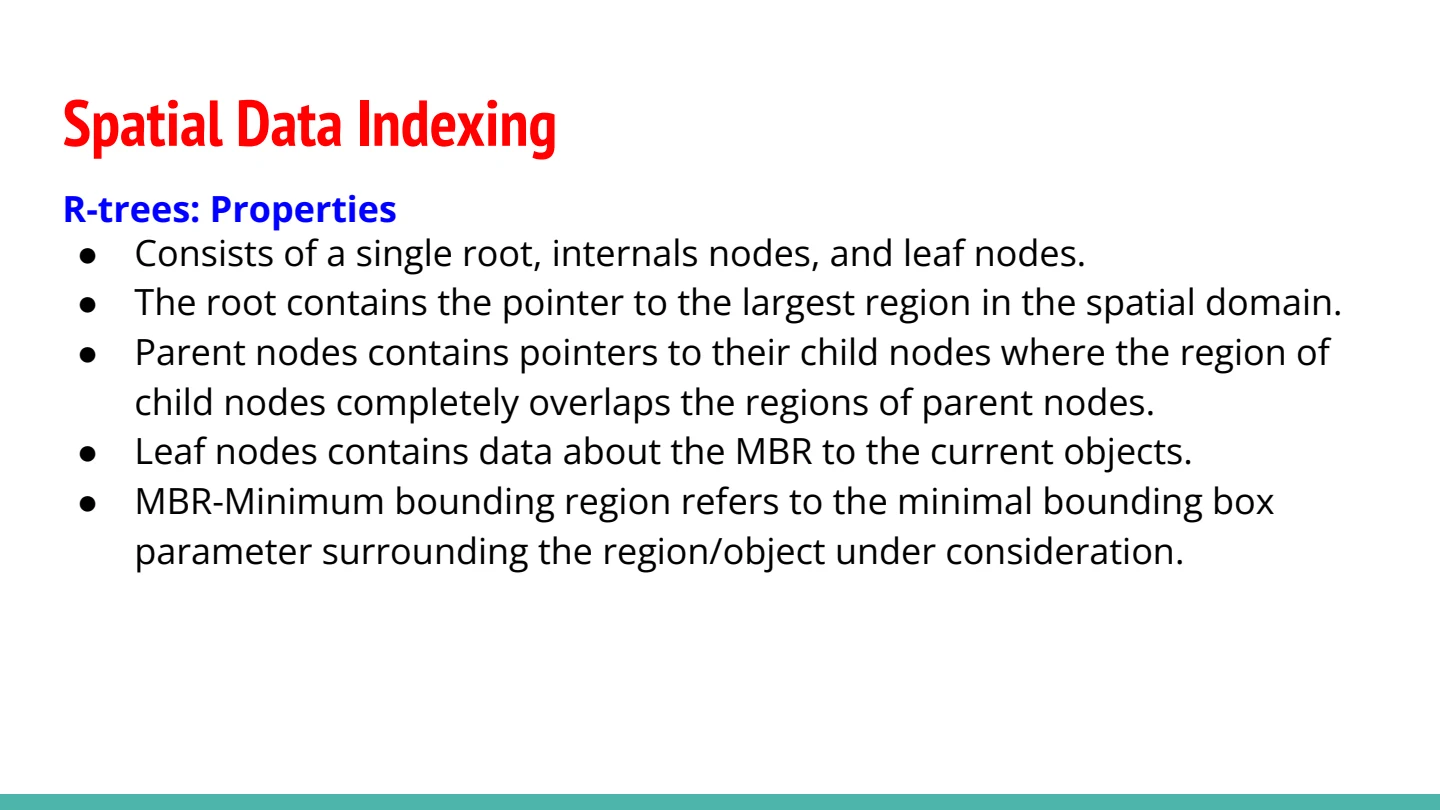 Spatial Data Indexing
R-trees: Properties
● Consists of a single root, internals nodes, and leaf nodes.
● The root contains the pointer to the largest region in the spatial domain.
● Parent nodes contains pointers to their child nodes where the region of
child nodes completely overlaps the regions of parent nodes.
● Leaf nodes contains data about the MBR to the current objects.
● MBR-Minimum bounding region refers to the minimal bounding box
parameter surrounding the region/object under consideration.